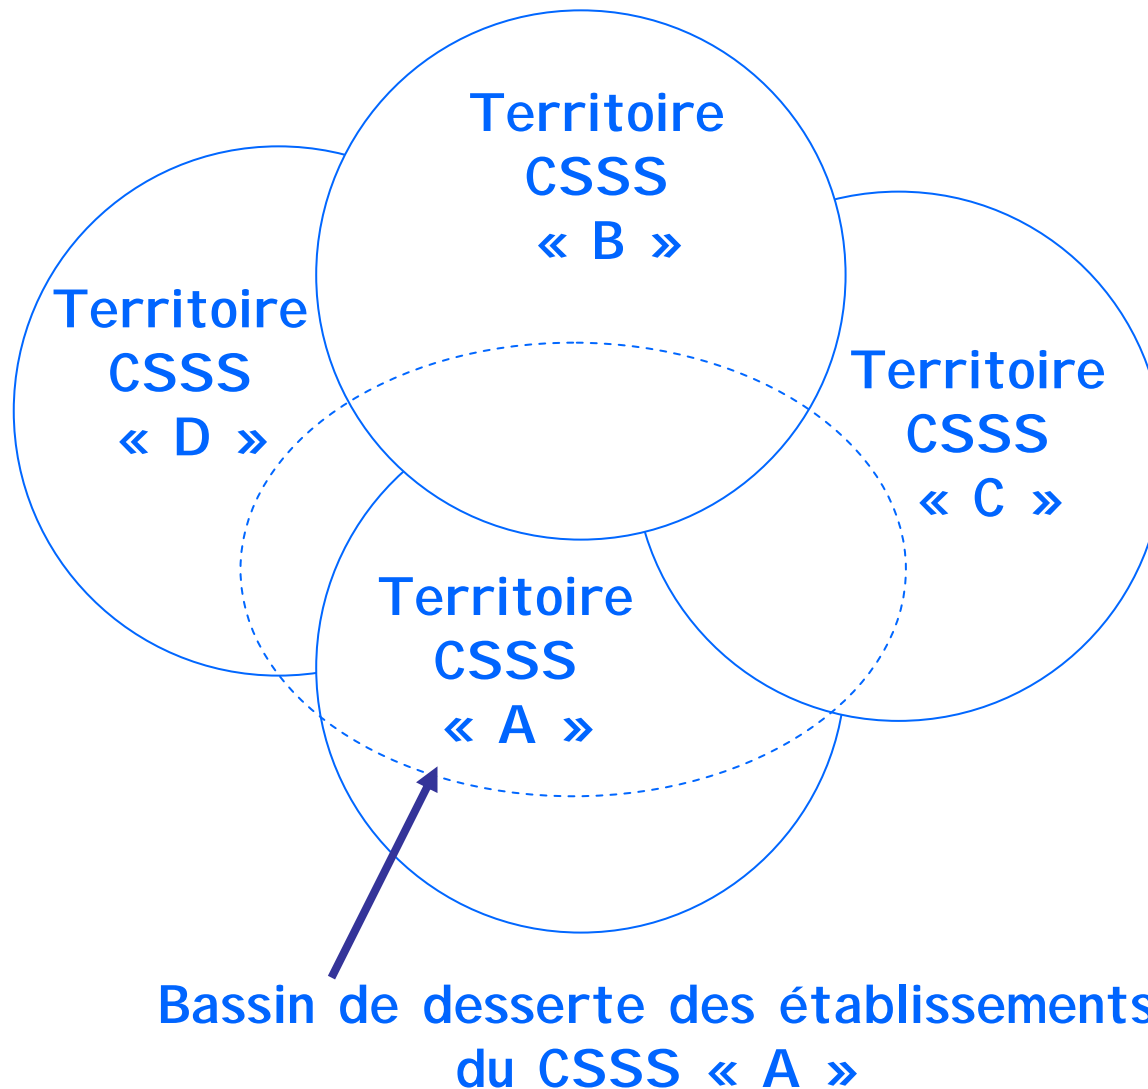 Territoire
CSSS
« B »
Territoire
CSSS
« D »
Territoire
CSSS
« C »
Territoire
CSSS
« A »
Bassin de desserte des établissements
du CSSS « A »